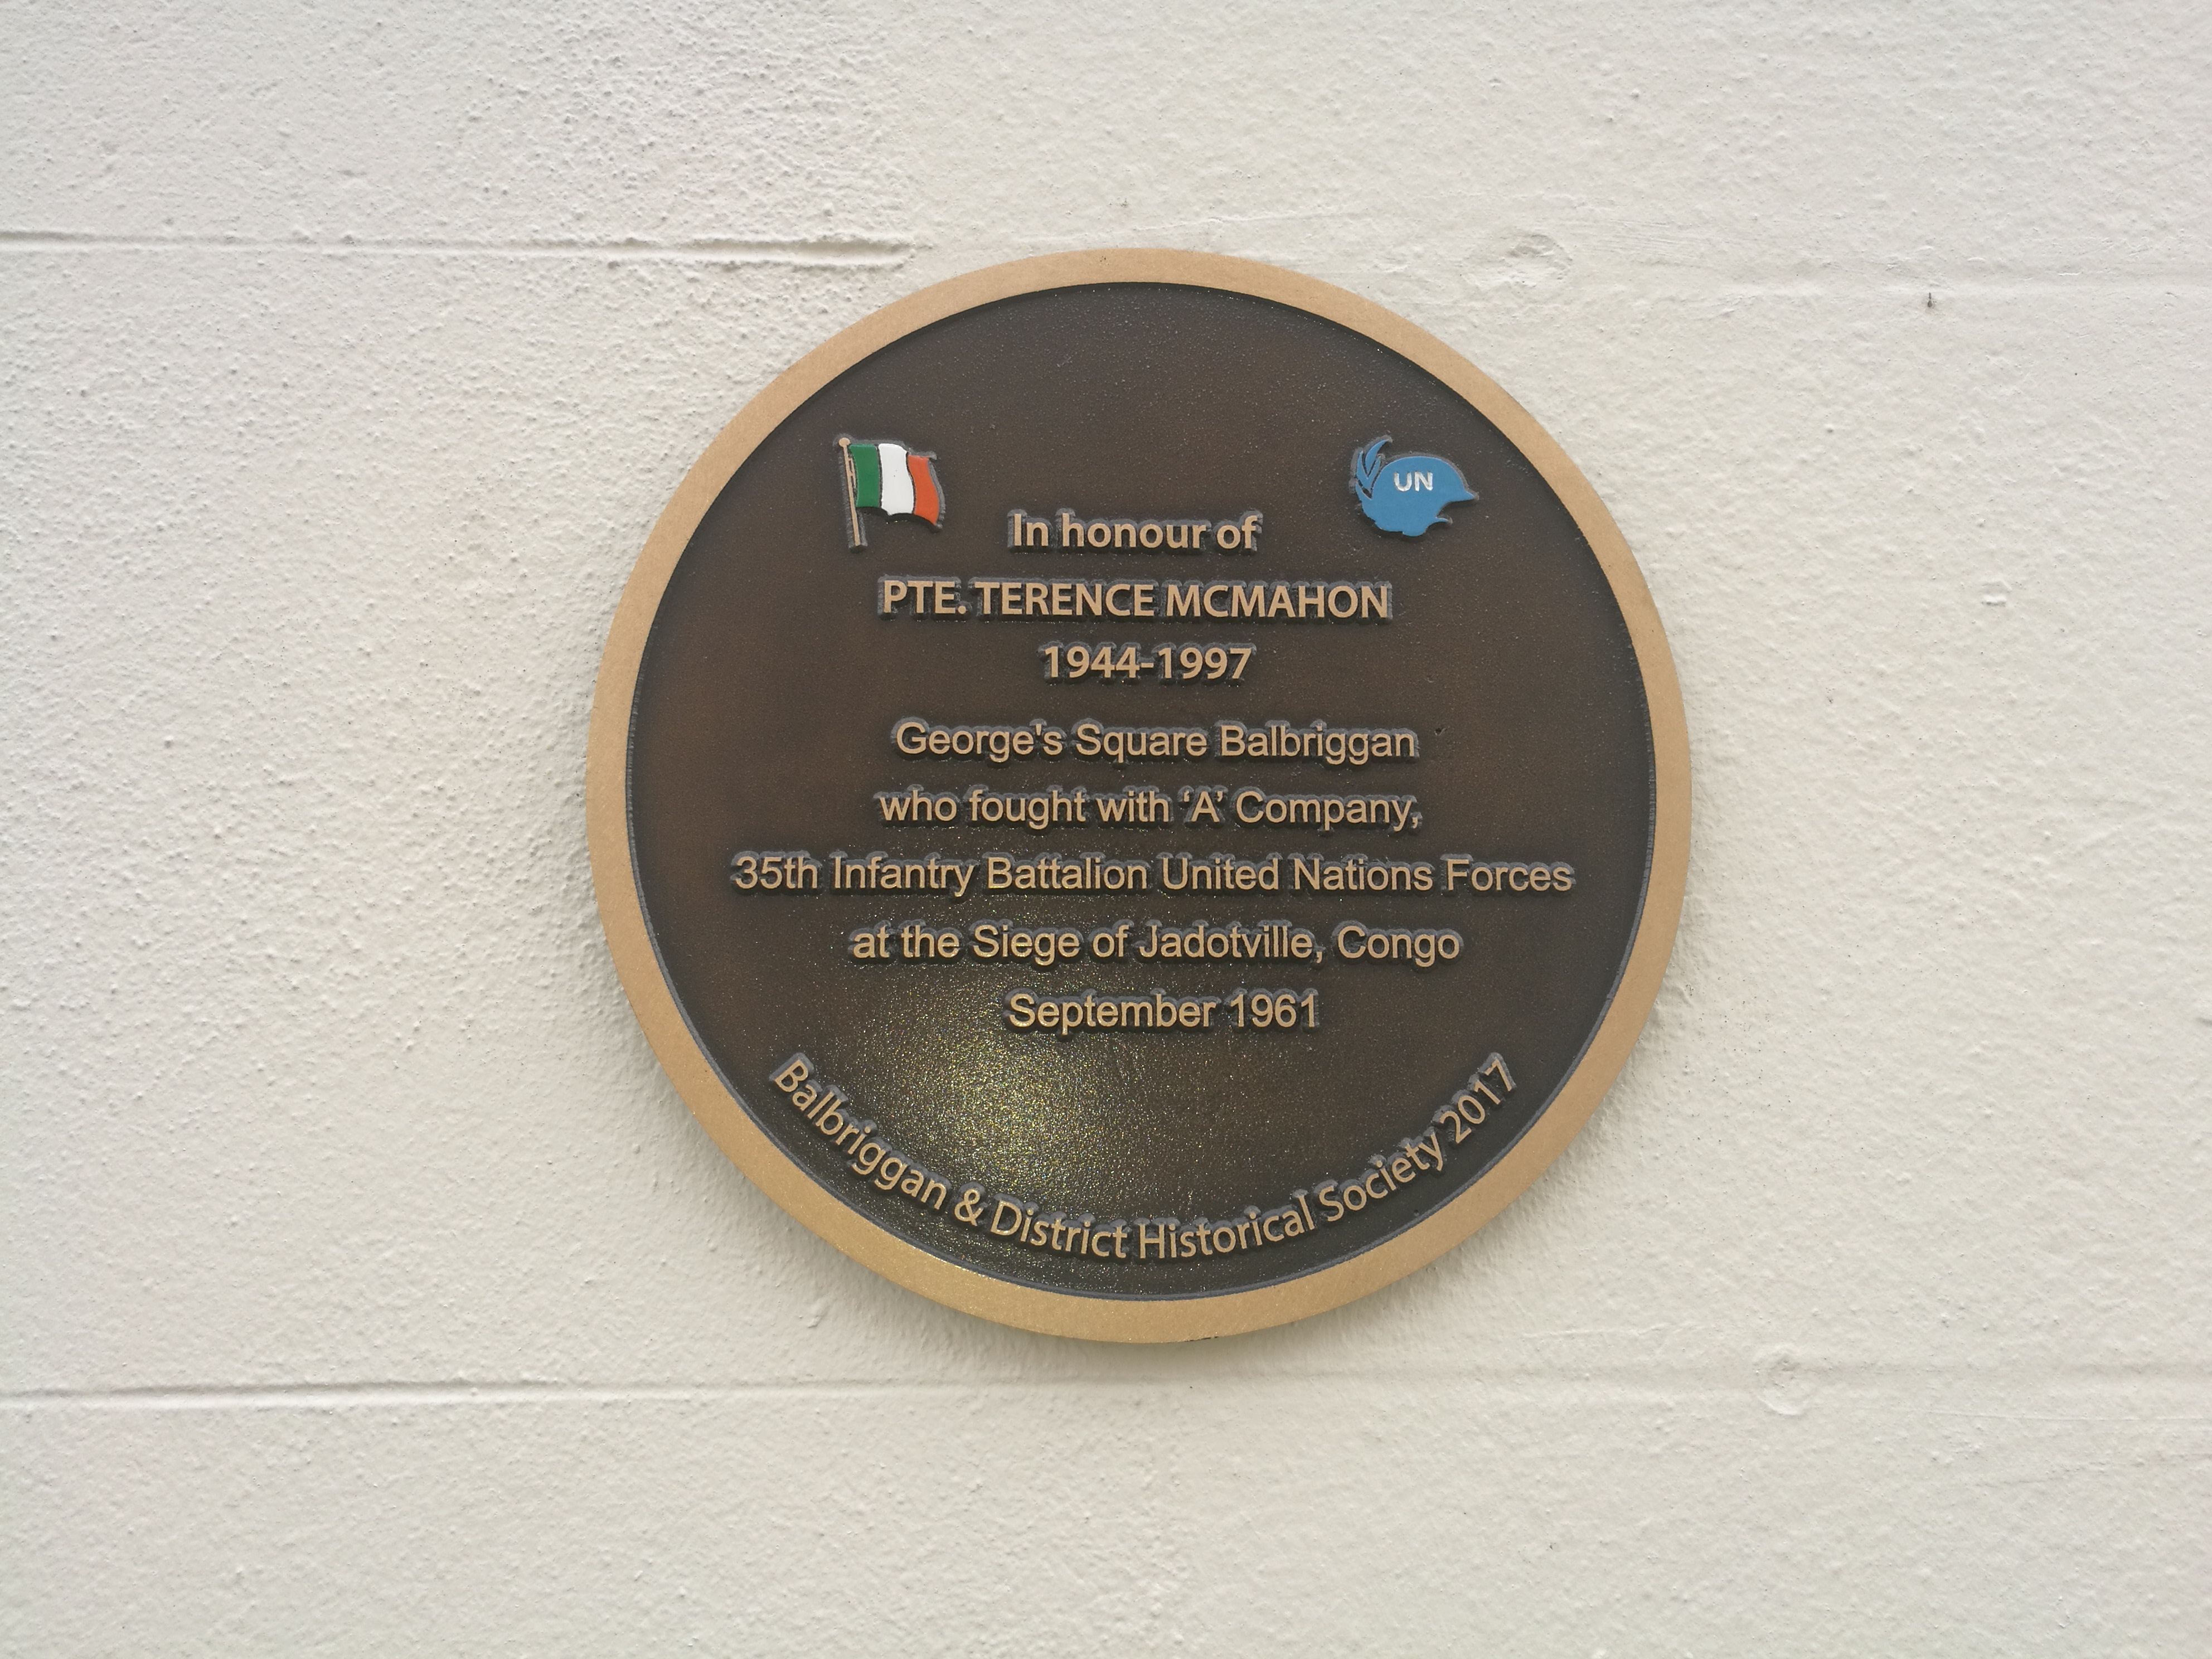 UN
In honour of
PTE. TERENCE MCMAHON
1944-1997
George's Square Balbriggan
who fought with ‘A’ Company,
35th Infantry Battalion United Nations Forces
at the Siege of Jadotville, Congo
September 1961
Balbriggan & District Historical Society 2017